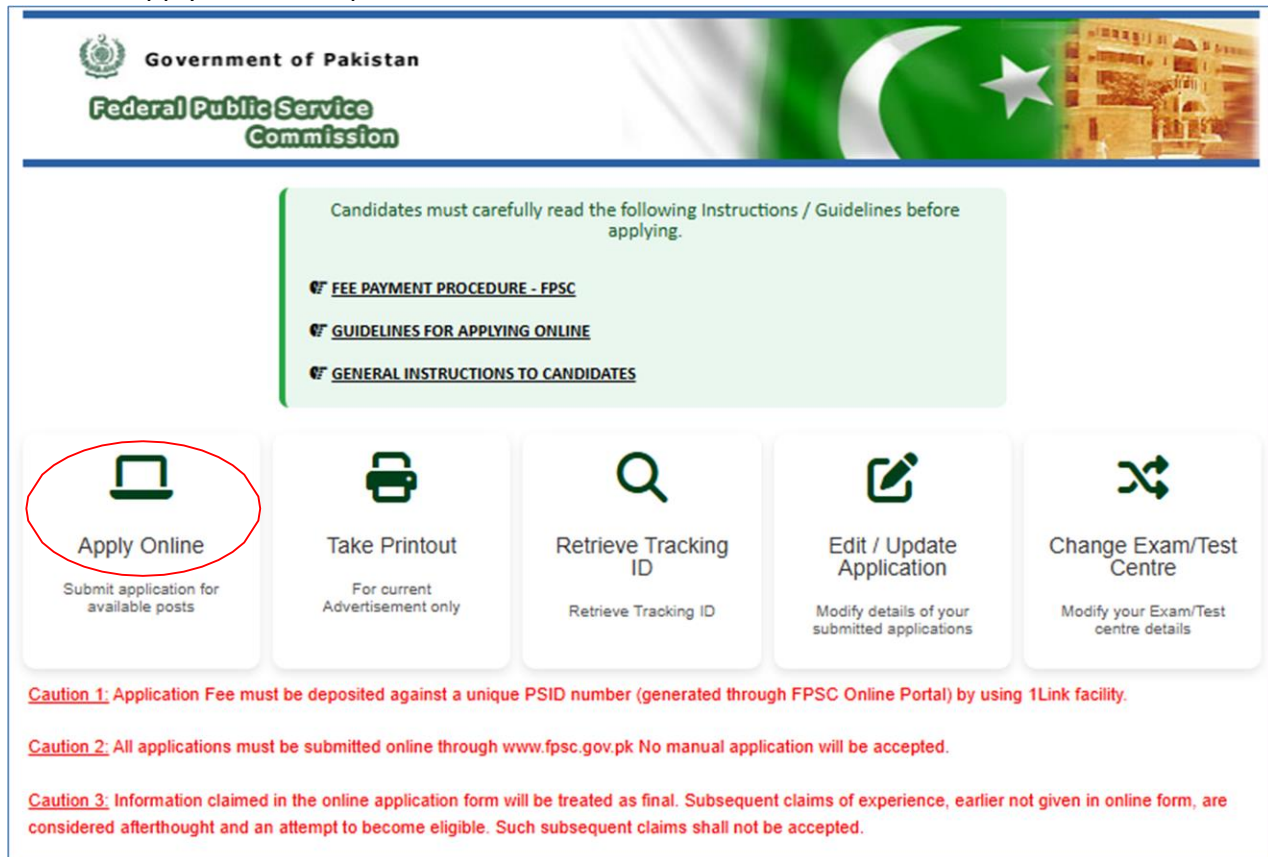 Government of Pakistan
Federal Public Service
Commission
Candidates must carefully read the following Instructions / Guidelines before
applying.
FEE PAYMENT PROCEDURE - FPSC
GUIDELINES FOR APPLYING ONLINE
GENERAL INSTRUCTIONS TO CANDIDATES
Apply Online
Submit application for
available posts
Take Printout
For current
Advertisement only
Retrieve Tracking
ID
Retrieve Tracking ID
Edit / Update
Application
Modify details of your
submitted applications
Change Exam/Test
Centre
Modify your Exam/Test
centre details
Caution 1: Application Fee must be deposited against a unique PSID number (generated through FPSC Online Portal) by using 1Link facility.
Caution 2: All applications must be submitted online through www.fpsc.gov.pk No manual application will be accepted.
Caution 3: Information claimed in the online application form will be treated as final. Subsequent claims of experience, earlier not given in online form, are
considered afterthought and an attempt to become eligible. Such subsequent claims shall not be accepted.